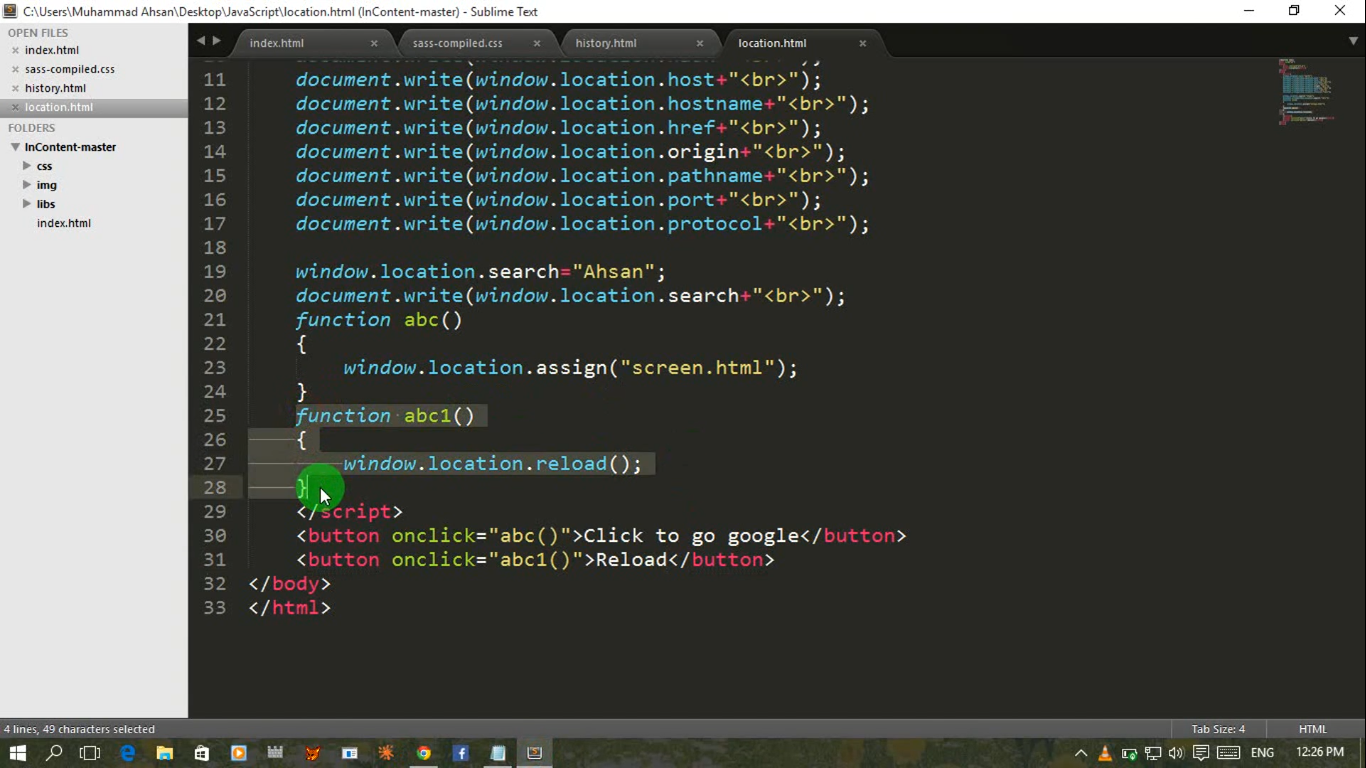 C:\Users\Muhammad Ahsan\Desktop\JavaScript\location.html (InContent-master) - Sublime Text
OPEN FILES
index.html
sass-compiled.css
history.html
location.html
FOLDERS
InContent-master
css
img
libs
index.html
index.html
sass-compiled.css
history.html
location.html
11 document.write(window.location.host+"<br>");
12 document.write(window.location.hostname+"<br>");
13 document.write(window.location.href+"<br>");
14 document.write(window.location.origin+"<br>");
15 document.write(window.location.pathname+"<br>");
16 document.write(window.location.port+"<br>");
17 document.write(window.location.protocol+"<br>");
18
19 window.location.search="Ahsan";
20 document.write(window.location.search+"<br>");
21 function abc()
22 {
23 window.location.assign("screen.html");
24 }
25 function abc1()
26 {
27 window.location.reload();
28 }
29 </script>
30 <button onclick="abc()">Click to go google</button>
31 <button onclick="abc1()">Reload</button>
32 </body>
33 </html>
4 lines, 49 characters selected
Tab Size: 4
HTML
ENG
12:26 PM